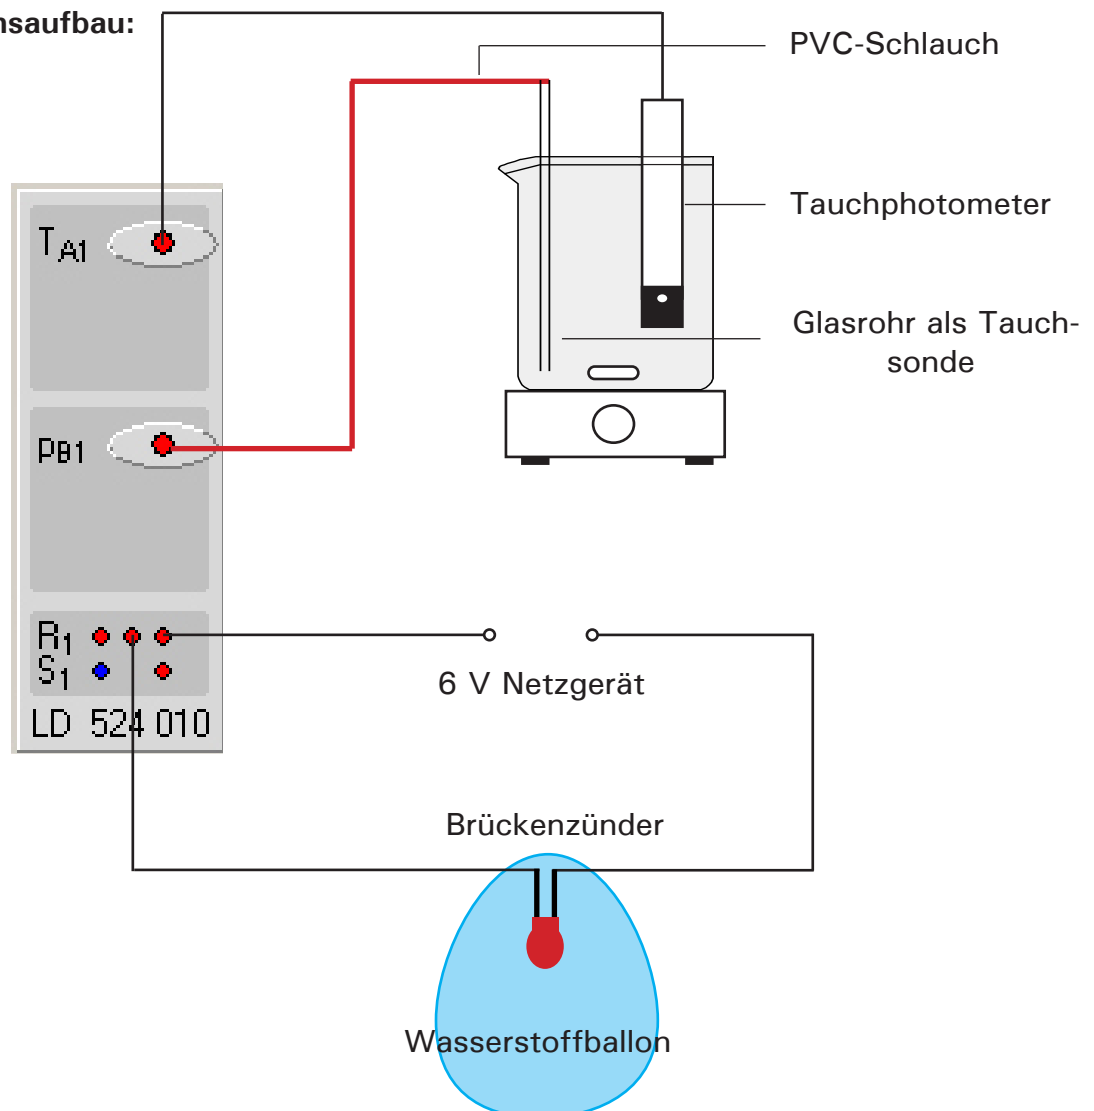 nsaufbau:
PVC-Schlauch
Tauchphotometer
TA1
Glasrohr als Tauch-
sonde
PB1
R1
S1
6 V Netzgerät
LD 524 010
Brückenzünder
Wasserstoffballon